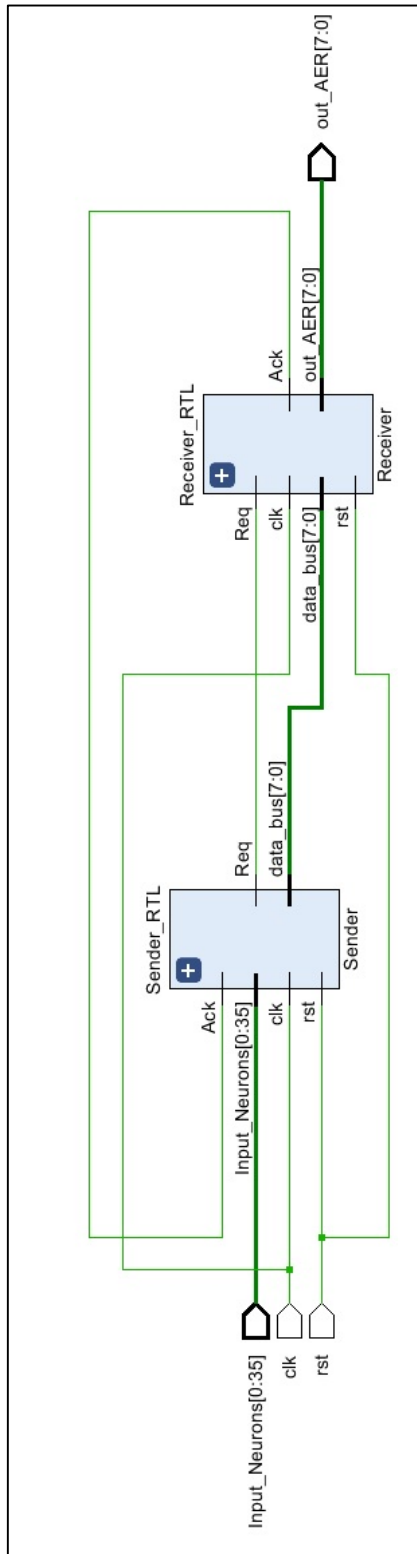 Input_Neurons[0:35]
clk
rst
Sender_RTL
Ack
Input_Neurons[0:35]
clk
rst
Req
data_bus[7:0]
Sender
Receiver_RTL
Req
clk
data_bus[7:0]
rst
Ack
out_AER[7:0]
Receiver
out_AER[7:0]